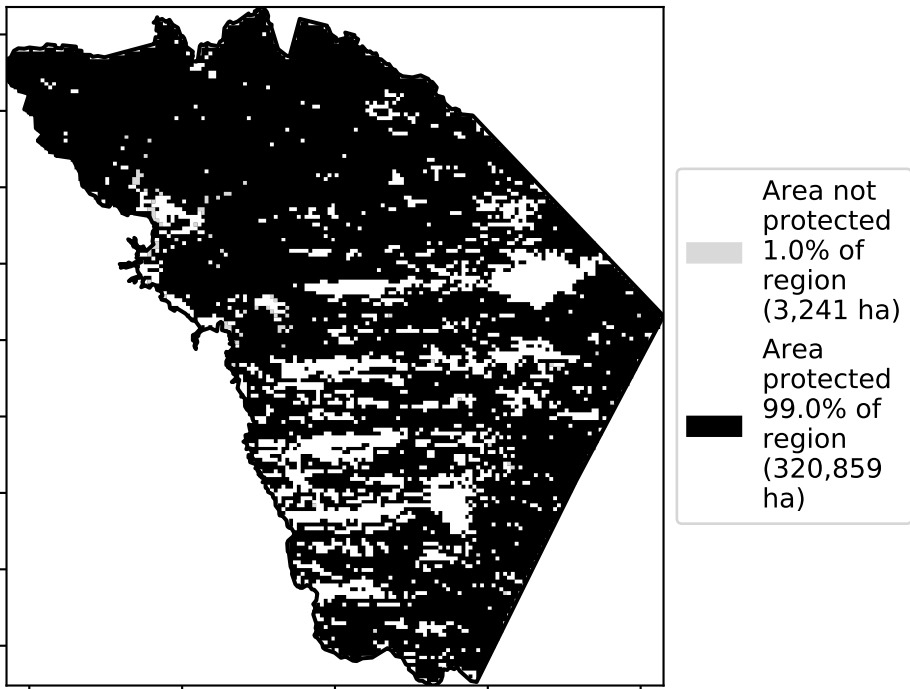 Area not
protected
1.0% of
region
(3,241 ha)
Area
protected
99.0% of
region
(320,859
ha)